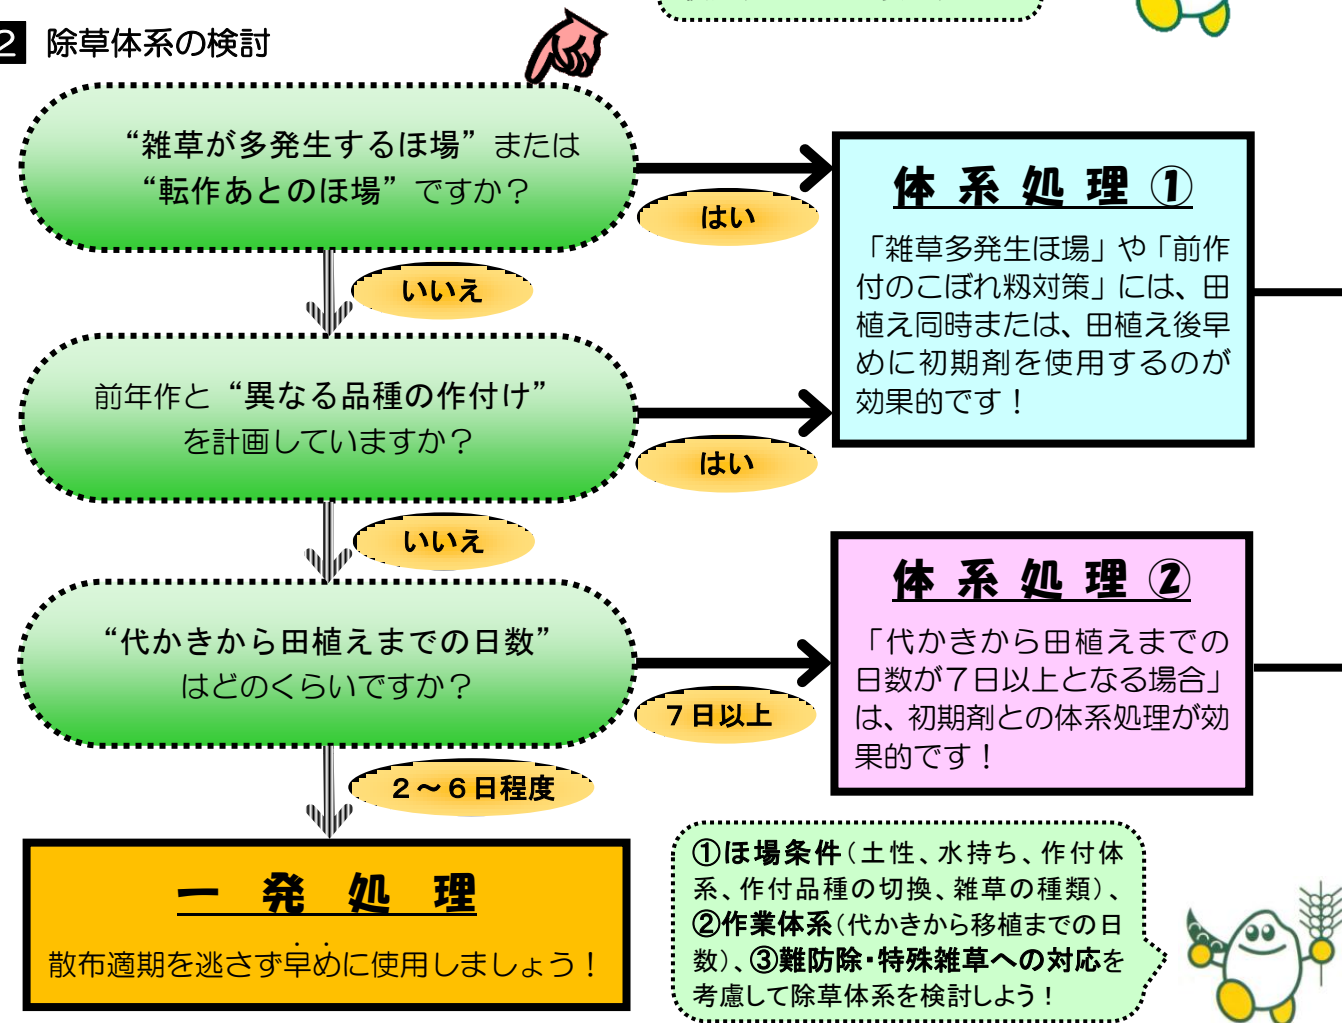 2 除草体系の検討
“雑草が多発生するほ場”または
“転作あとのほ場”ですか？
はい
いいえ
体系処理①
「雑草多発生ほ場」や「前作
付のこぼれ籾対策」には、田
植え同時または、田植え後早
めに初期剤を使用するのが
効果的です！
前年作と“異なる品種の作付け”
を計画していますか？
はい
いいえ
“代かきから田植えまでの日数”
はどのくらいですか？
７日以上
２～６日程度
体系処理②
「代かきから田植えまでの
日数が７日以上となる場合」
は、初期剤との体系処理が効
果的です！
一発処理
散布適期を逃さず早めに使用しましょう！
①ほ場条件（土性、水持ち、作付体
系、作付品種の切換、雑草の種類）、
②作業体系（代かきから移植までの日
数）、③難防除・特殊雑草への対応を
考慮して除草体系を検討しよう！